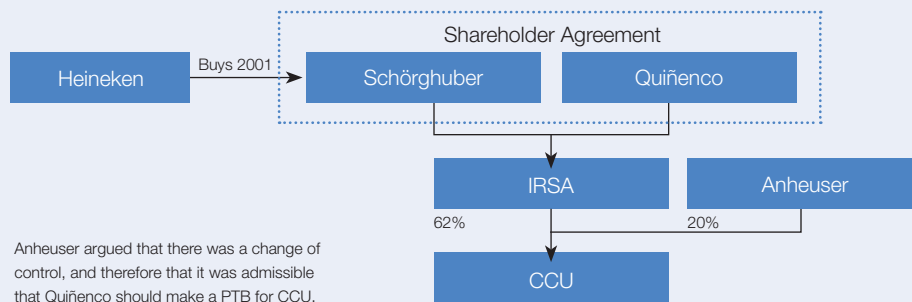 Shareholder Agreement
Heineken
Buys 2001
Schörghuber
Quiñenco
IRSA
Anheuser
62%
20%
Anheuser argued that there was a change of
control, and therefore that it was admissible
that Quiñenco should make a PTB for CCU.
CCU